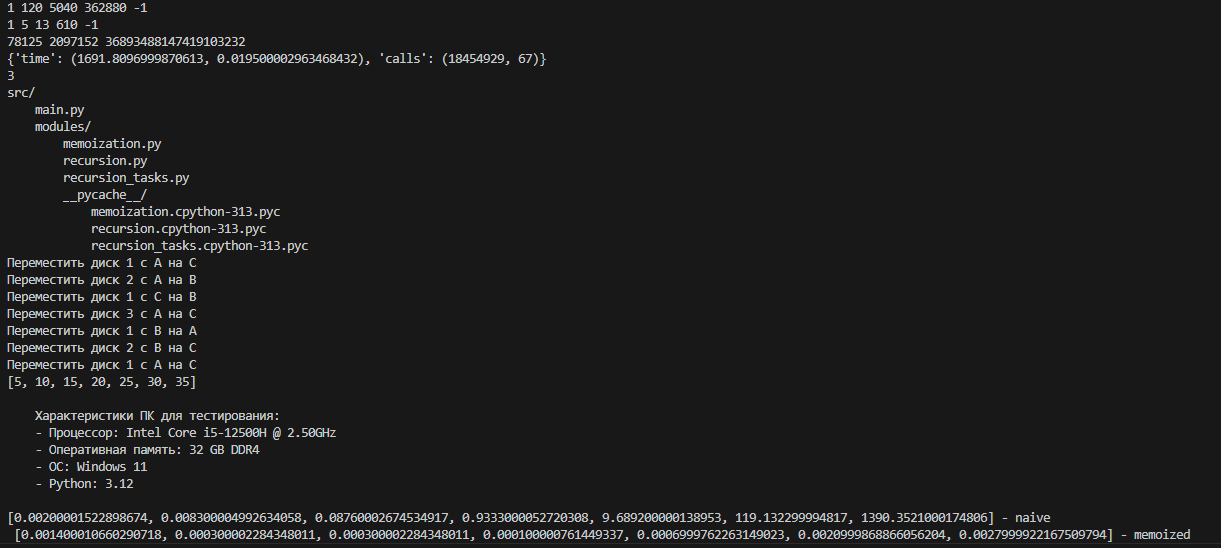 1 120 5040 362880 -1
1 5 13 610 -1
78125 2097152 36893488147419103232
{'time': (1691.8096999870613, 0.019500002963468432), 'calls': (18454929, 67)}
3
src/
    main.py
    modules/
        memoization.py
        recursion.py
        recursion_tasks.py
        __pycache__/
            memoization.cpython-313.pyc
            recursion.cpython-313.pyc
            recursion_tasks.cpython-313.pyc
Переместить диск 1 с A на C
Переместить диск 2 с A на B
Переместить диск 1 с C на B
Переместить диск 3 с A на C
Переместить диск 1 с B на A
Переместить диск 2 с B на C
Переместить диск 1 с A на C
[5, 10, 15, 20, 25, 30, 35]
    Характеристики ПК для тестирования:
    - Процессор: Intel Core i5-12500H @ 2.50GHz
    - Оперативная память: 32 GB DDR4
    - ОС: Windows 11
    - Python: 3.12
[0.00200001522898674, 0.008300004992634058, 0.08760002674534917, 0.9333000052720308, 9.689200000138953, 119.132299994817, 1390.3521000174806] - naive
 [0.001400010660290718, 0.000300002284348011, 0.000300002284348011, 0.000100000761449337, 0.0006999762263149023, 0.0020999868866056204, 0.0027999922167509794] - memoized